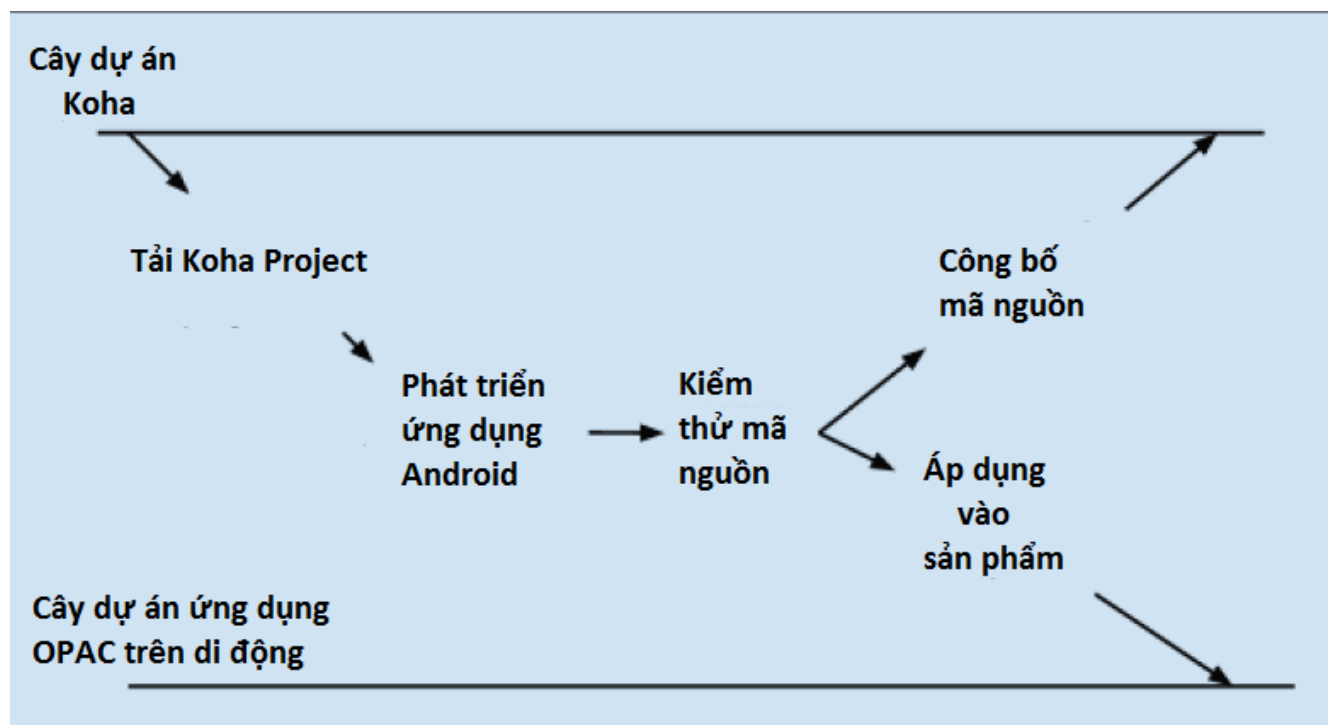 Cây dự án
Koha
Tải Koha Project
Công bố
mã nguồn
Phát triển
ứng dụng
Android
Kiểm
thử mã
nguồn
Áp dụng
vào
sản phẩm
Cây dự án ứng dụng
OPAC trên di động